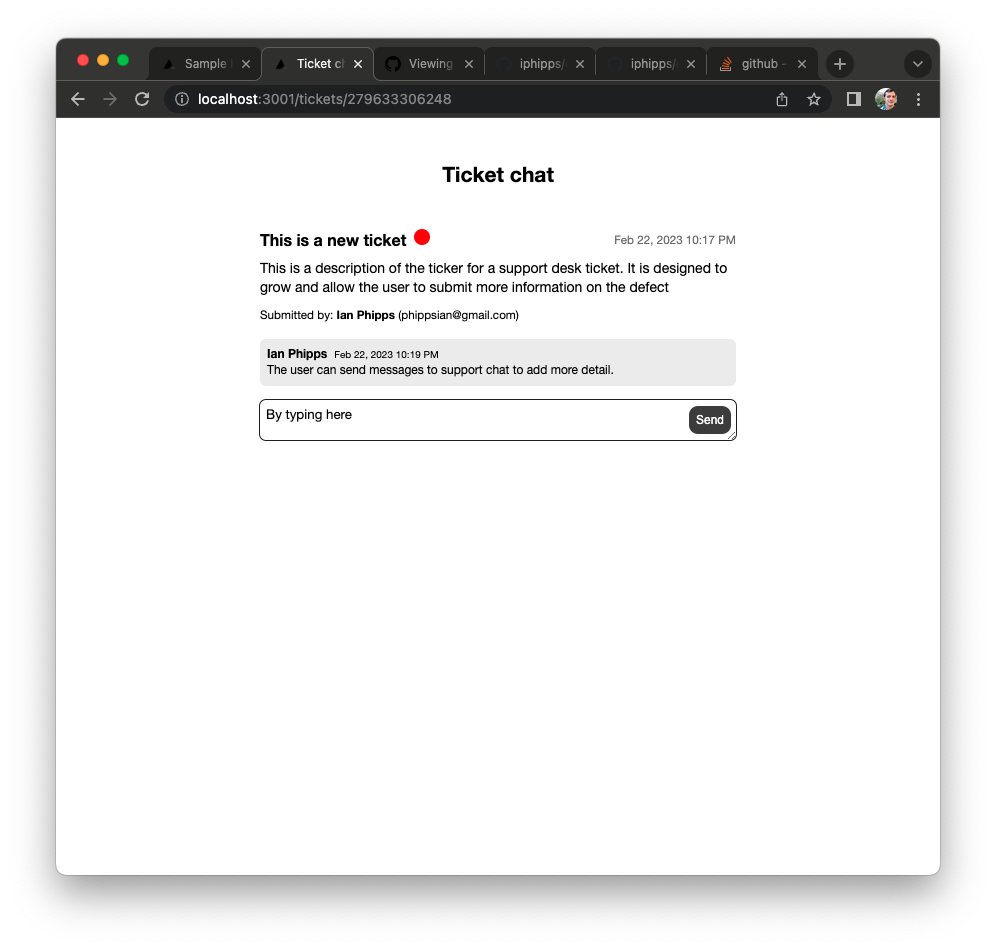 Sample
Ticket ch
Viewing
iphipps/
iphipps/
github -
localhost:3001/tickets/279633306248
Ticket chat
This is a new ticket
Feb 22, 2023 10:17 PM
This is a description of the ticker for a support desk ticket. It is designed to
grow and allow the user to submit more information on the defect
Submitted by: Ian Phipps (phippsian@gmail.com)
Ian Phipps Feb 22, 2023 10:19 PM
The user can send messages to support chat to add more detail.
By typing here
Send